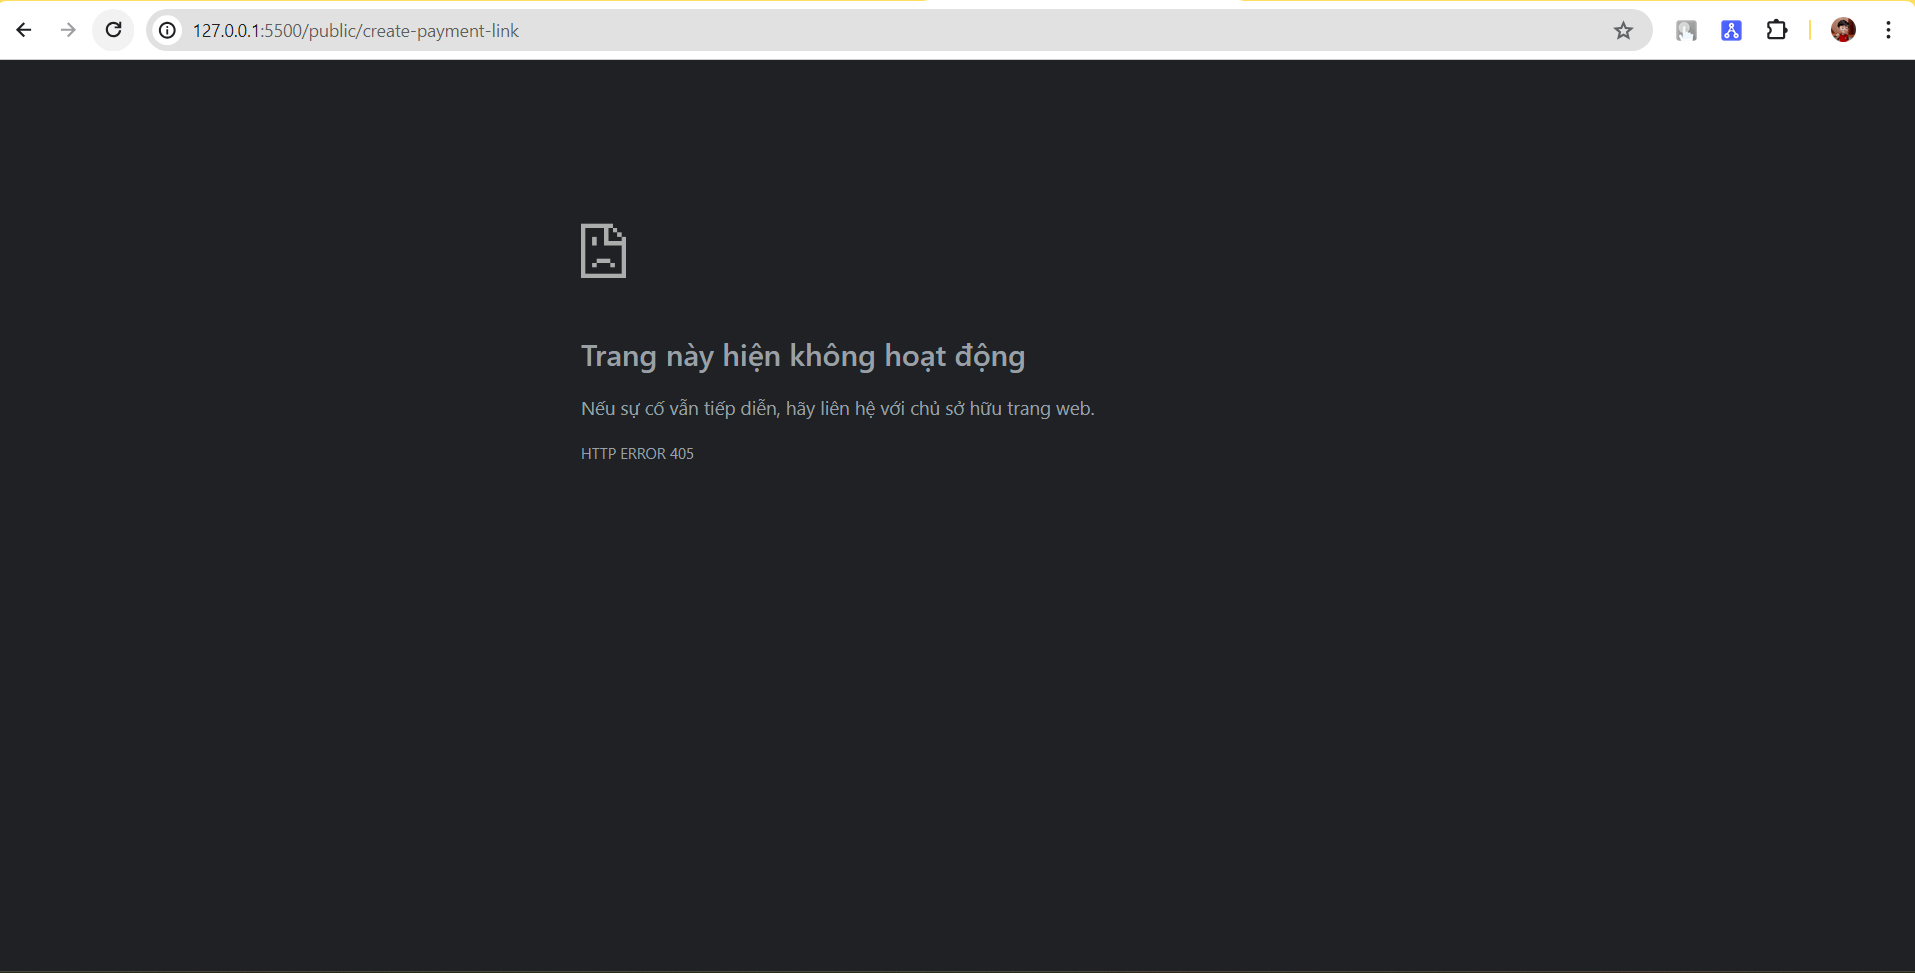 127.0.0.1:5500/public/create-payment-link
Trang này hiện không hoạt động
Nếu sự cố vẫn tiếp diễn, hãy liên hệ với chủ sở hữu trang web.
HTTP ERROR 405